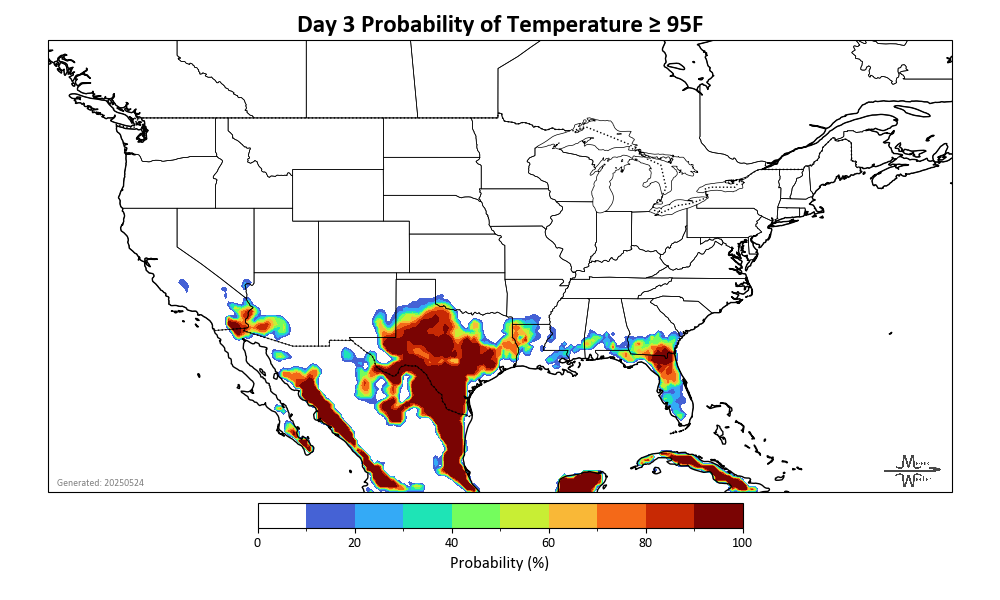 Day 3 Probability of Temperature ≥ 95F
Generated: 20250524
0 20 40 60 80 100
Probability (%)